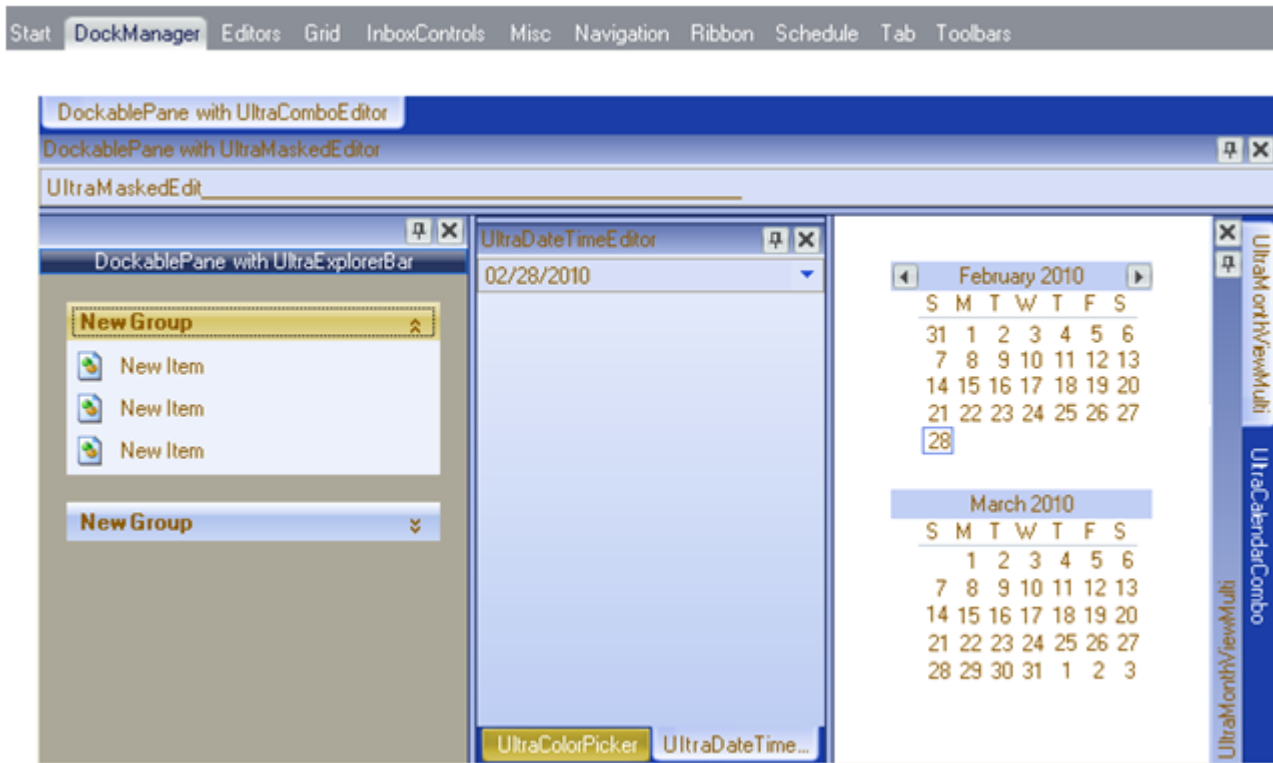 Start DockManager Editors Grid InboxControls Misc Navigation Ribbon Schedule Tab Toolbars
DockablePane with UltraComboEditor
DockablePane with UltraMaskedEditor
UltraMaskedEdit_
DockablePane with UltraExplorerBar
New Group
New Item
New Item
New Item
New Group
UltraDateTimeEditor
02/28/2010
UltraColorPicker UltraDateTime...
February 2010
S M T W T F S
31 1 2 3 4 5 6
7 8 9 10 11 12 13
14 15 16 17 18 19 20
21 22 23 24 25 26 27
28
March 2010
S M T W T F S
1 2 3 4 5 6
7 8 9 10 11 12 13
14 15 16 17 18 19 20
21 22 23 24 25 26 27
28 29 30 31 1 2 3
UltraMonthViewMulti
UltraMonthViewMulti
UltraCalendarCombo